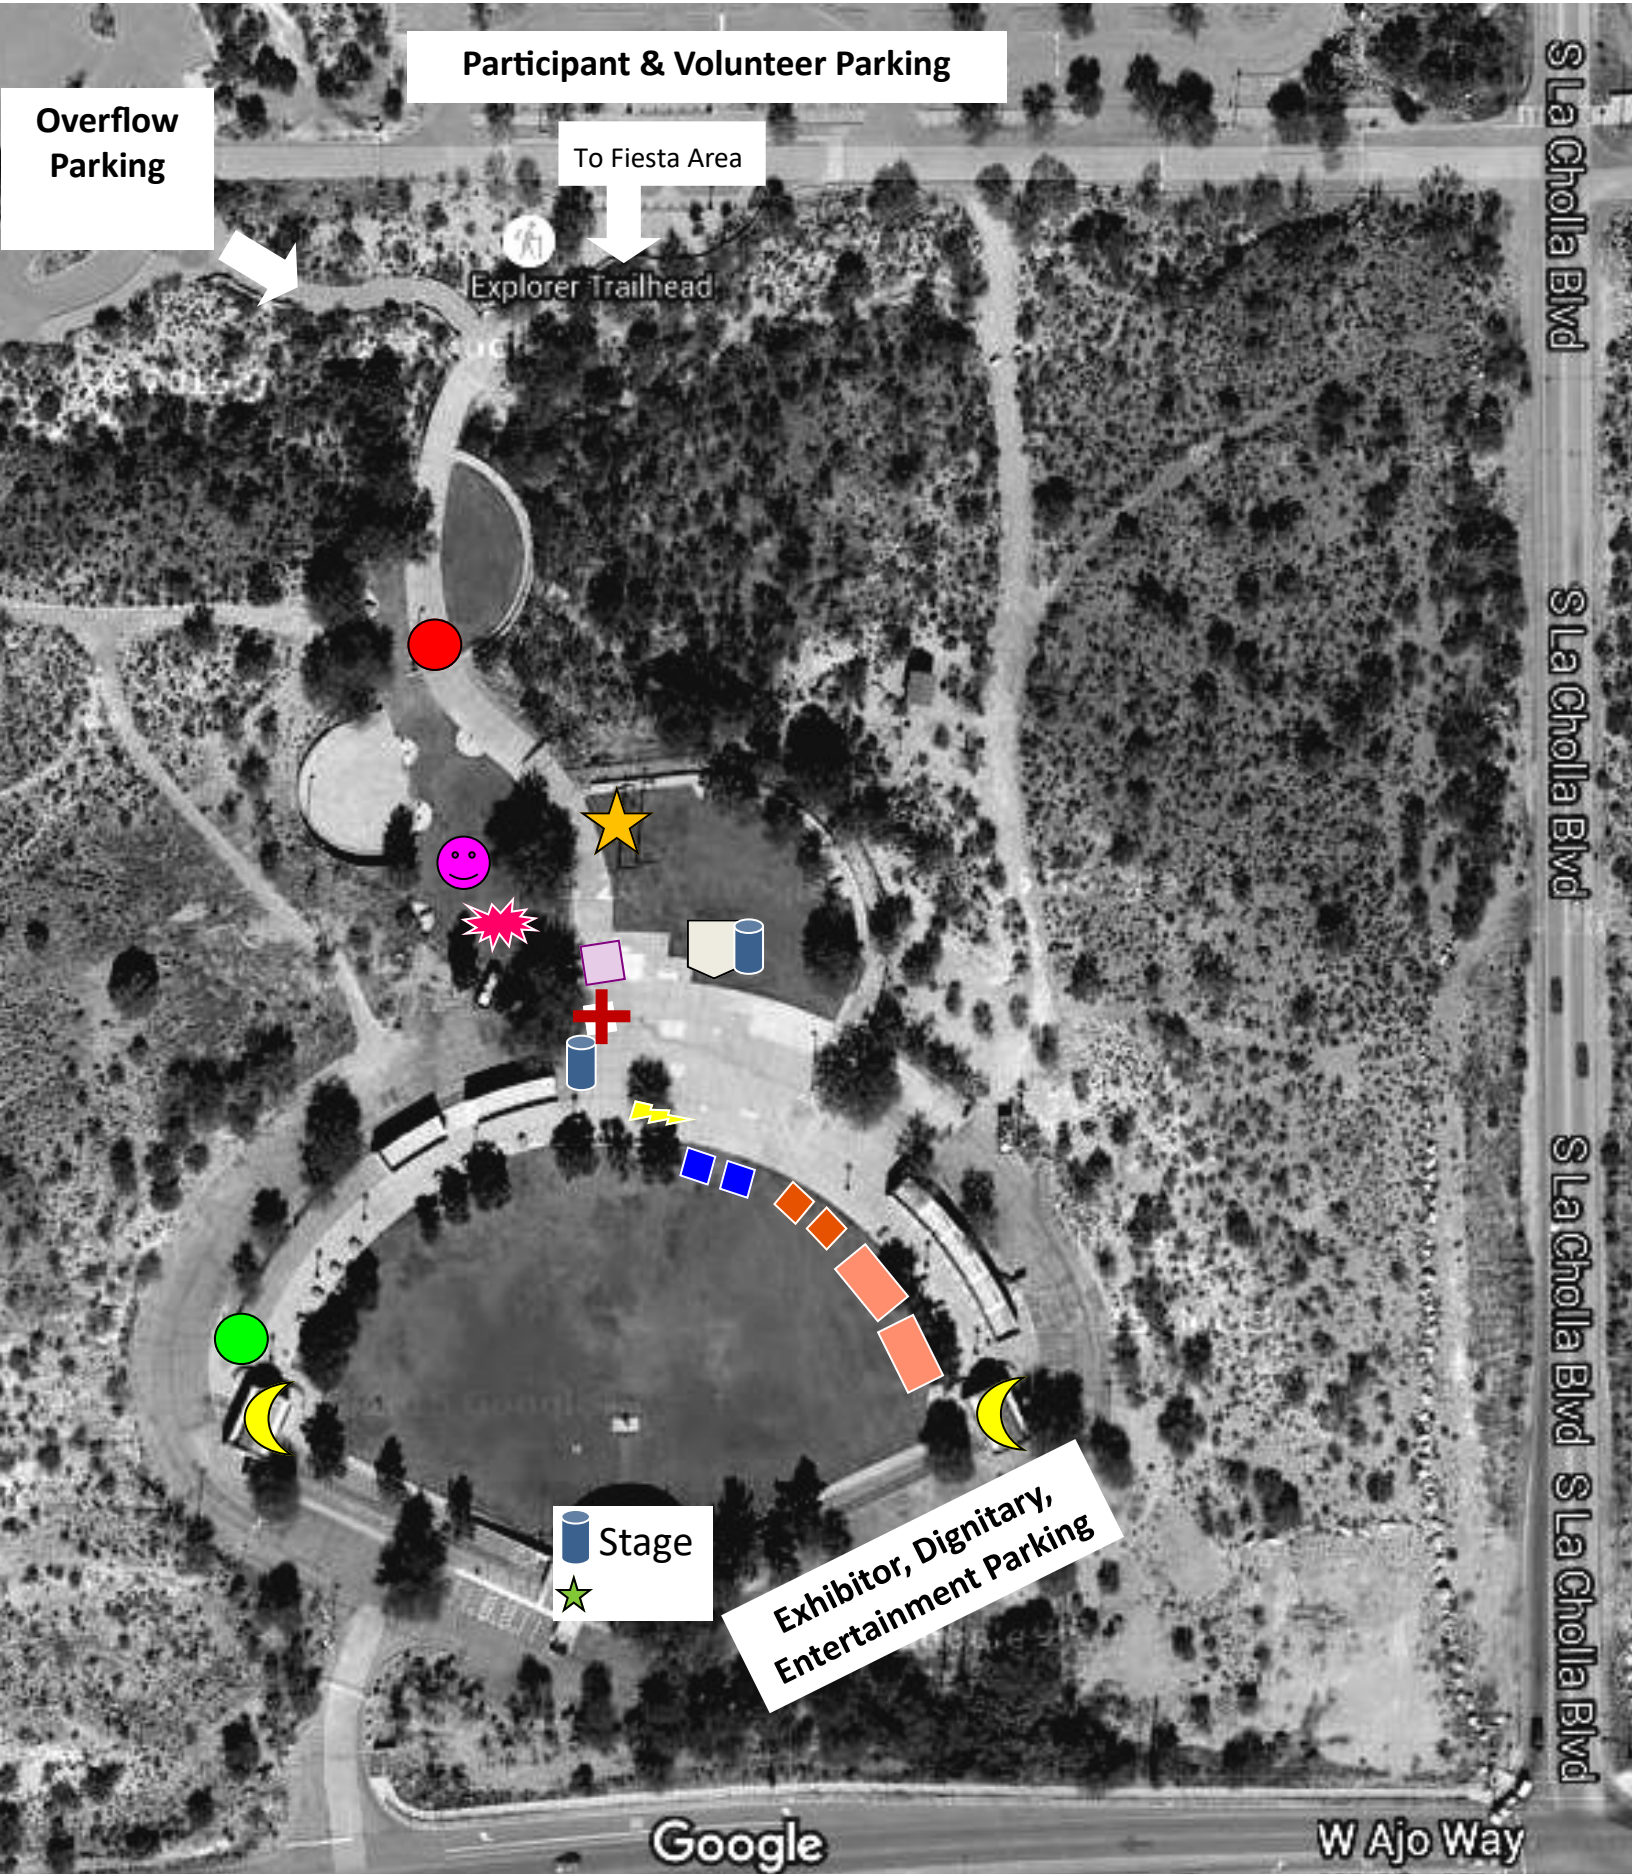 Participant & Volunteer Parking
Overflow
Parking
To Fiesta Area
Explorer Trailhead
S La Cholla Blvd
S La Cholla Blvd
S La Cholla Blvd
S La Cholla Blvd
Stage
Exhibitor, Dignitary,
Entertainment Parking
Google
W Ajo Way